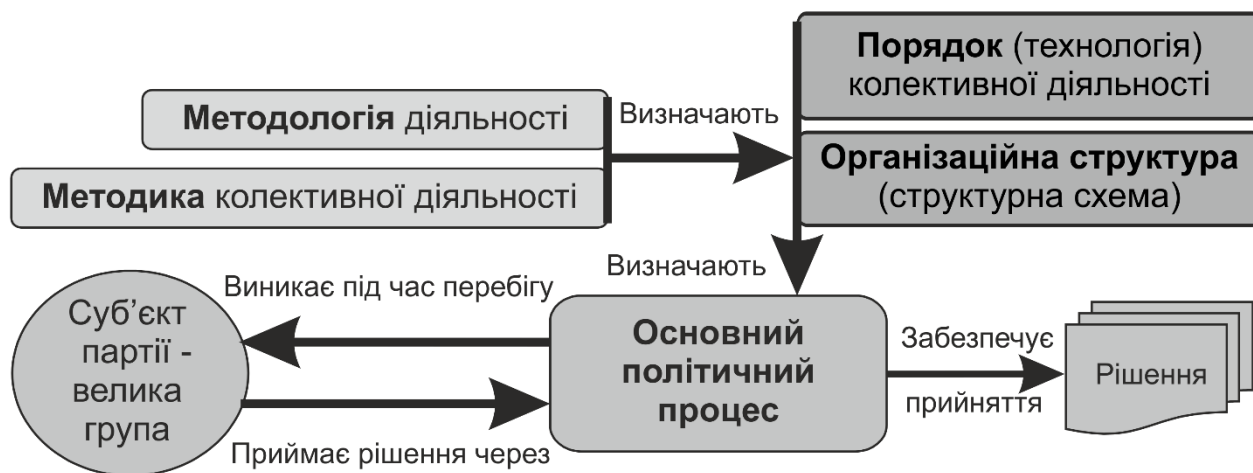 Порядок (технологія)
колективної діяльності
Методологія діяльності
Визначають
Методика колективної діяльності
Організаційна структура
(структурна схема)
Визначають
Виникає під час перебігу
Суб’єкт
партії -
велика
група
Основний
політичний
процес
Забезпечує
прийняття
Рішення
Приймає рішення через